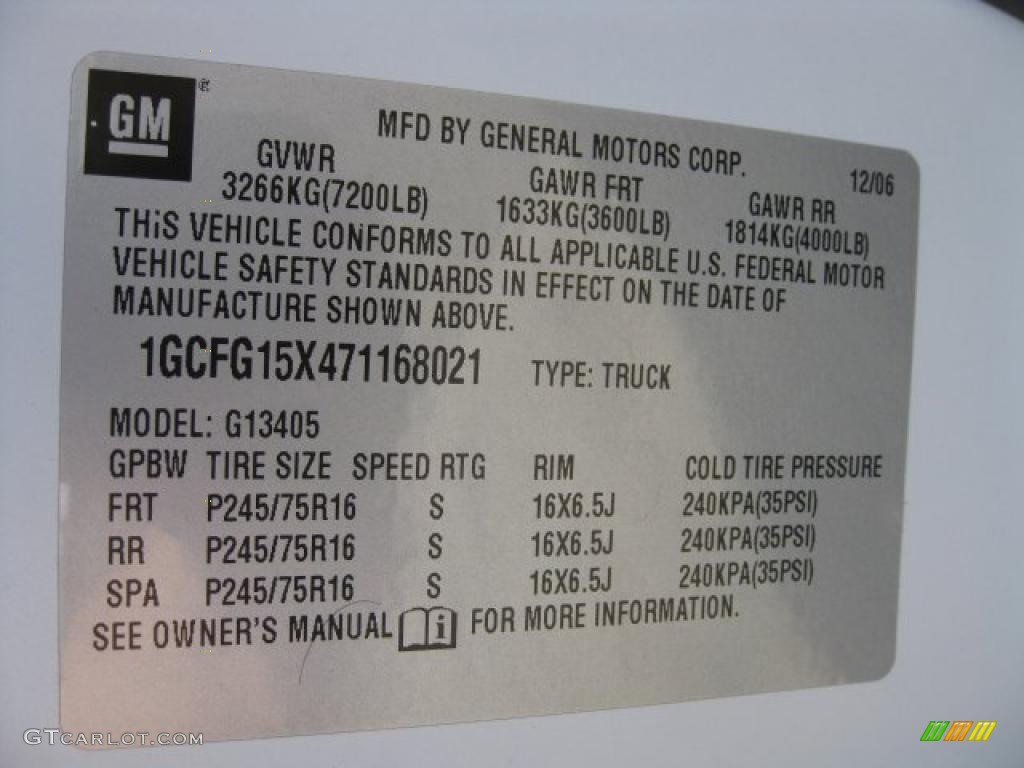 GM ®
MFD BY GENERAL MOTORS CORP.
12/06
GVWR GAWR FRT GAWR RR
3266KG(7200LB) 1633KG(3600LB) 1814KG(4000LB)
THiS VEHICLE CONFORMS TO ALL APPLICABLE U.S. FEDERAL MOTOR
VEHICLE SAFETY STANDARDS IN EFFECT ON THE DATE OF
MANUFACTURE SHOWN ABOVE.
1GCFG15X471168021 TYPE: TRUCK
MODEL: G13405
GPBW TIRE SIZE SPEED RTG RIM COLD TIRE PRESSURE
FRT P245/75R16 S 16X6.5J 240KPA(35PSI)
RR P245/75R16 S 16X6.5J 240KPA(35PSI)
SPA P245/75R16 S 16X6.5J 240KPA(35PSI)
SEE OWNER'S MANUAL i FOR MORE INFORMATION.
GTCARLOT.COM